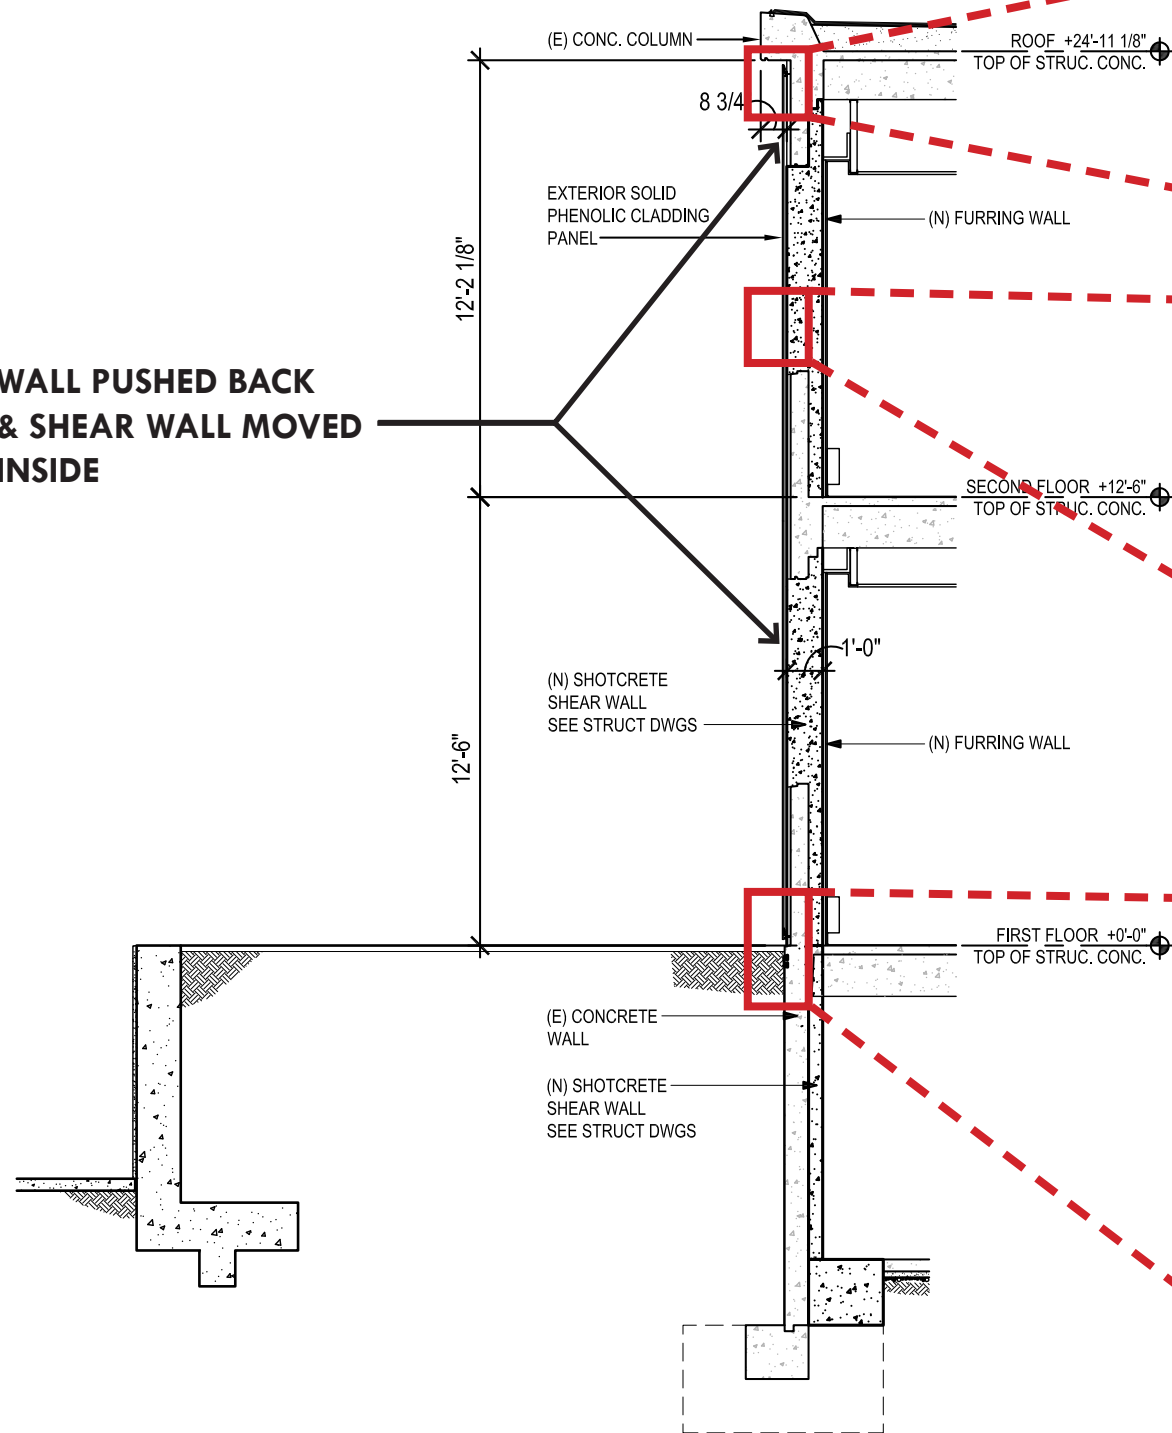 (E) CONC. COLUMN
ROOF +24'-11 1/8"
TOP OF STRUC. CONC.
8 3/4
EXTERIOR SOLID
PHENOLIC CLADDING
PANEL
(N) FURRING WALL
12'-2 1/8"
WALL PUSHED BACK
& SHEAR WALL MOVED
INSIDE
SECOND FLOOR +12'-6"
TOP OF STRUC. CONC.
1'-0"
(N) SHOTCRETE
SHEAR WALL
SEE STRUCT DWGS
(N) FURRING WALL
12'-6"
FIRST FLOOR +0'-0"
TOP OF STRUC. CONC.
(E) CONCRETE
WALL
(N) SHOTCRETE
SHEAR WALL
SEE STRUCT DWGS